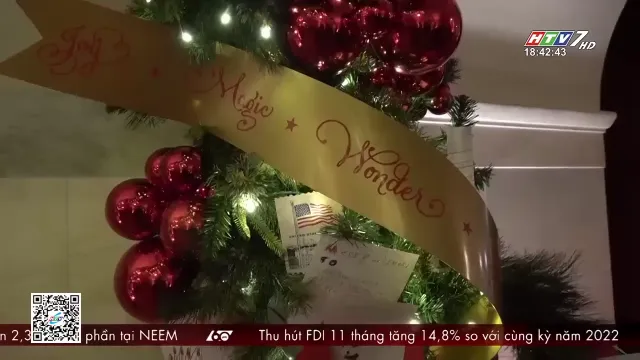 HTV7 HD
18:42:43
Joy ★ Magic ★ Wonder ★
n 2,3 phần tại NEEM 60 Thu hút FDI 11 tháng tăng 14,8% so với cùng kỳ năm 2022